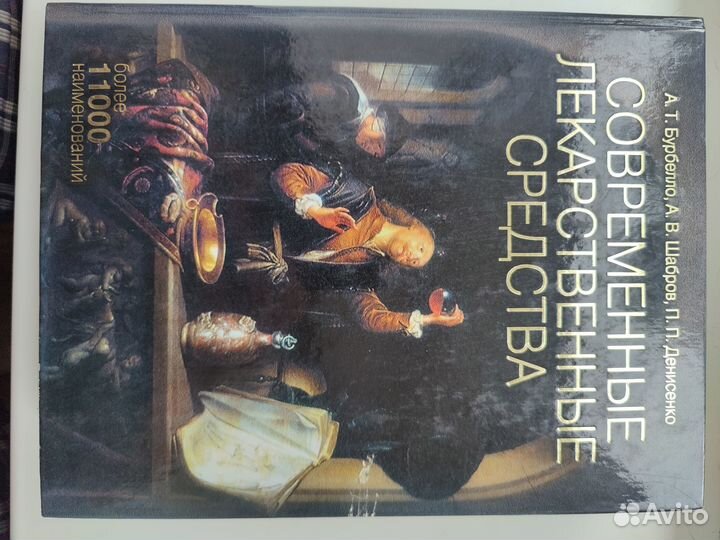 А. Т. Бурбелло, А. В. Шабров, П. П. Денисенко
СОВРЕМЕННЫЕ
ЛЕКАРСТВЕННЫЕ
СРЕДСТВА
более
11000
наименований
Avito